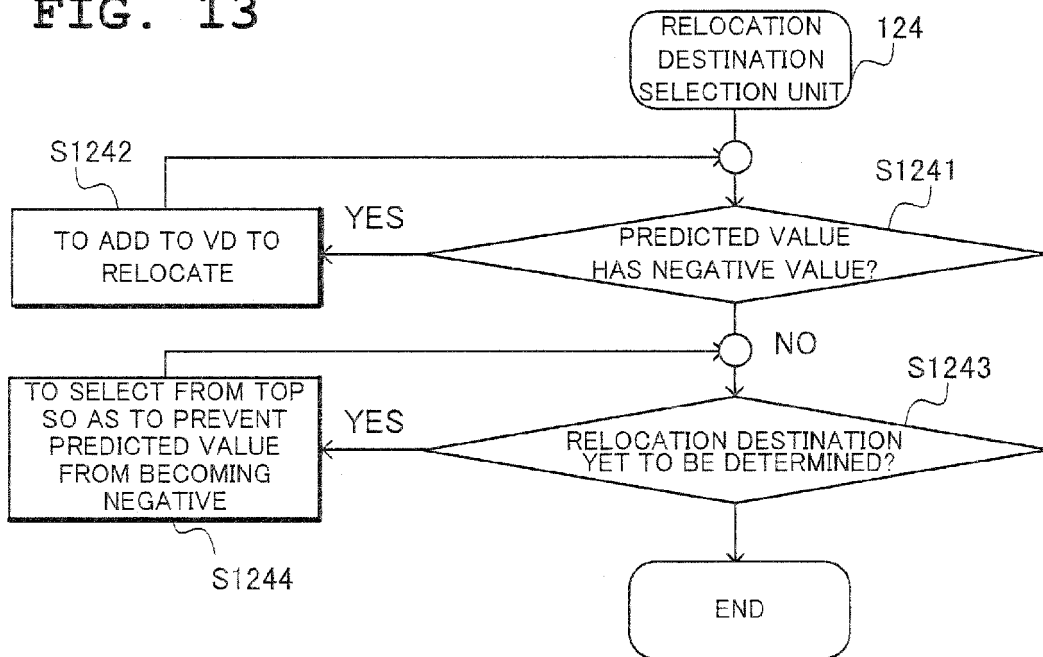 FIG. 13
RELOCATION
DESTINATION
SELECTION UNIT
124
S1242
S1241
TO ADD TO VD TO
RELOCATE
YES
PREDICTED VALUE
HAS NEGATIVE VALUE?
NO
S1243
TO SELECT FROM TOP
SO AS TO PREVENT
PREDICTED VALUE
FROM BECOMING
NEGATIVE
YES
RELOCATION DESTINATION
YET TO BE DETERMINED?
S1244
END